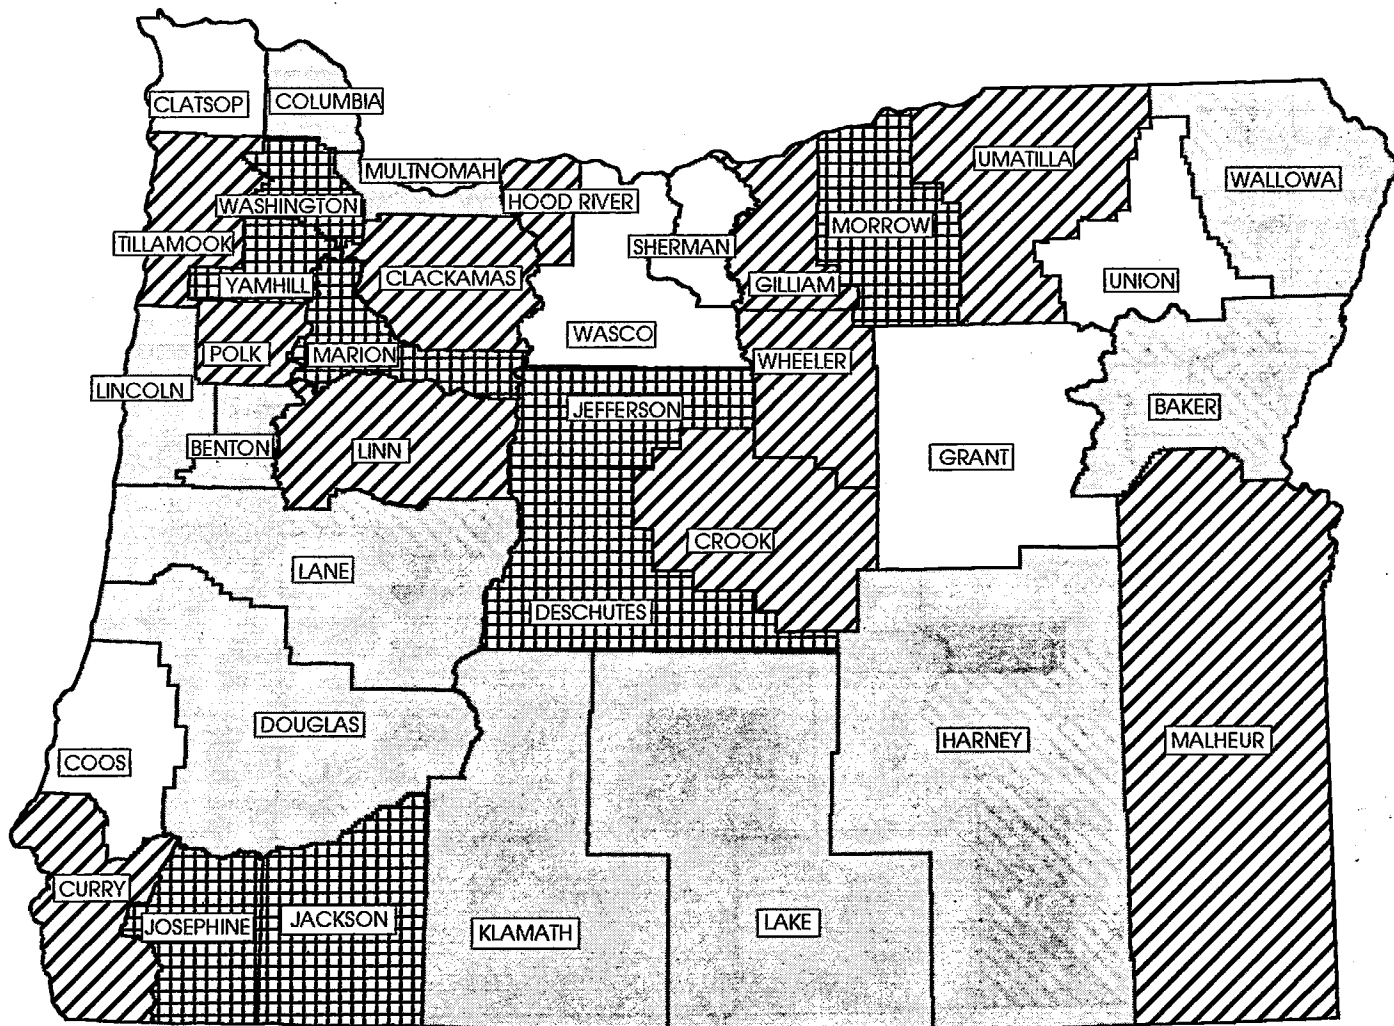 CLATSOP
COLUMBIA
MULTNOMAH
HOOD RIVER
UMATILLA
WALLOWA
WASHINGTON
TILLAMOOK
SHERMAN
MORROW
YAMHILL
CLACKAMAS
GILLIAM
UNION
POLK
MARION
WASCO
WHEELER
LINCOLN
JEFFERSON
BAKER
BENTON
LINN
GRANT
CROOK
LANE
DESCHUTES
DOUGLAS
HARNEY
MALHEUR
COOS
CURRY
JOSEPHINE
JACKSON
KLAMATH
LAKE